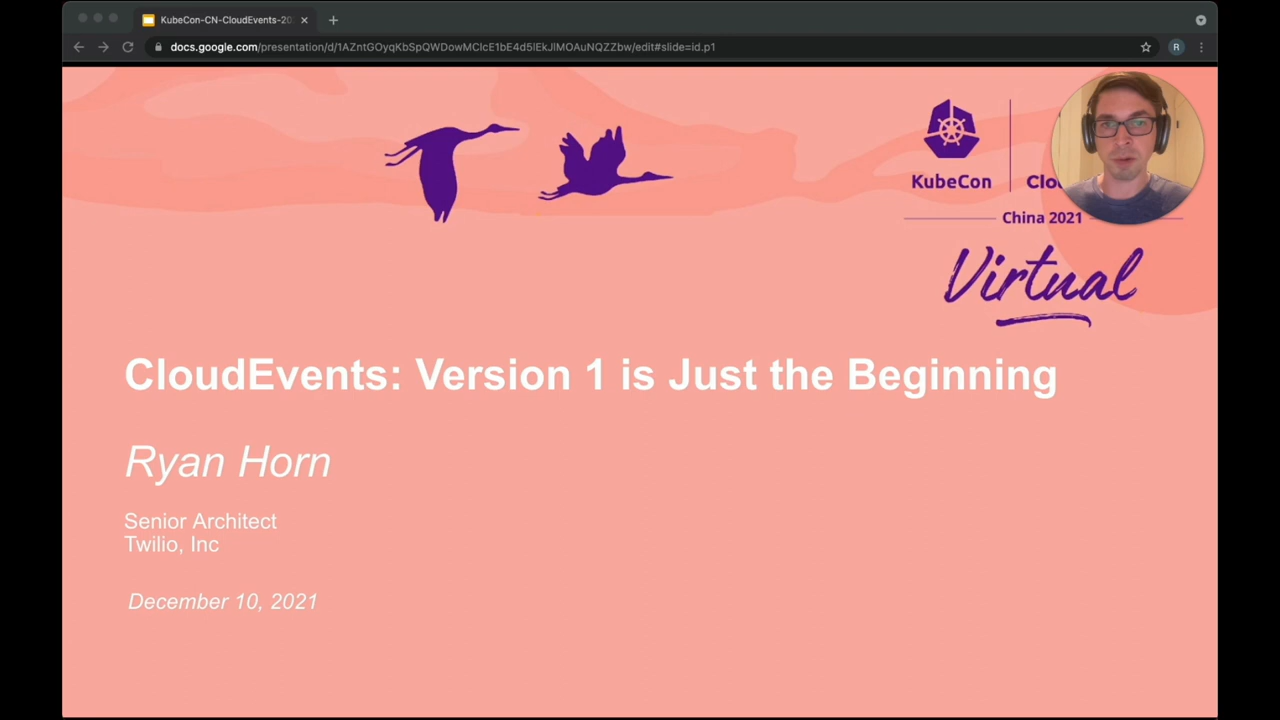 KubeCon-CN-CloudEvents-20
docs.google.com/presentation/d/1AZntGOyqKbSpQWDowMCIcE1bE4d5lEkJlMOAuNQZZbw/edit#slide=id.p1
R
KubeCon
Clo
China 2021
Virtual
CloudEvents: Version 1 is Just the Beginning
Ryan Horn
Senior Architect
Twilio, Inc
December 10, 2021